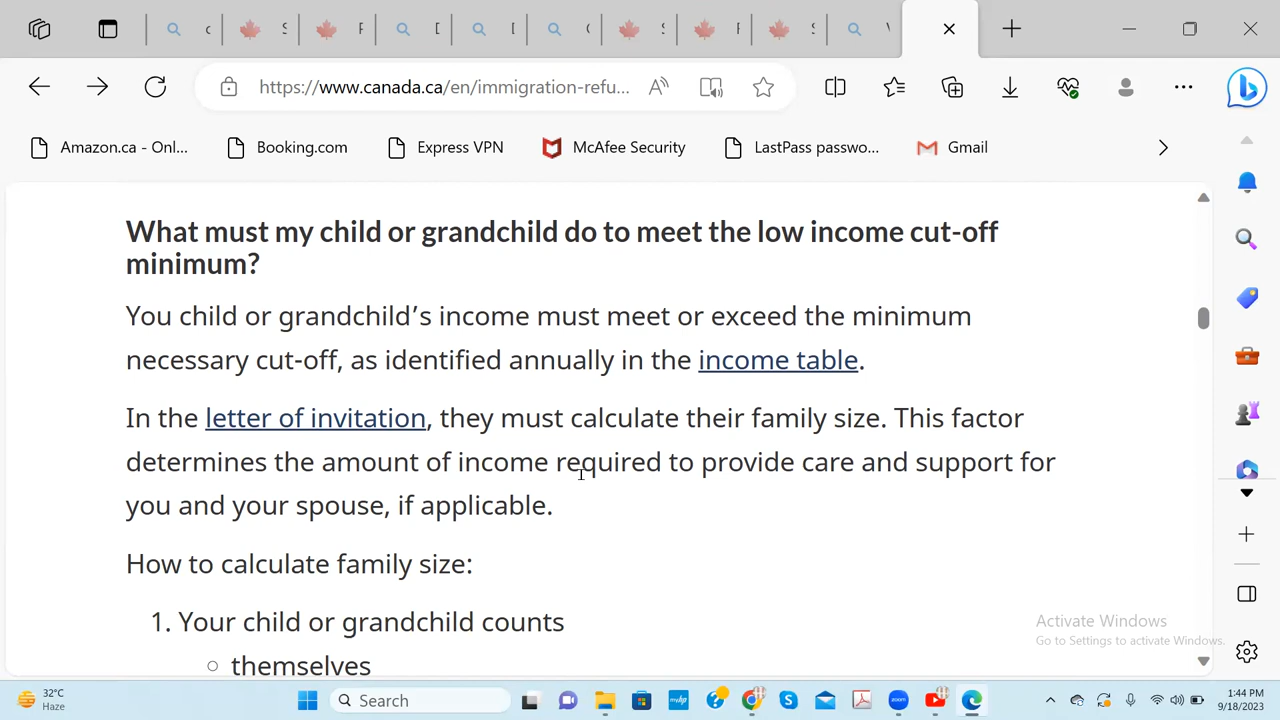 c
S
F
D
D
C
S
F
S
V
https://www.canada.ca/en/immigration-refu...
Amazon.ca - Onl...
Booking.com
Express VPN
McAfee Security
LastPass passwo...
Gmail
What must my child or grandchild do to meet the low income cut-off
minimum?
You child or grandchild’s income must meet or exceed the minimum
necessary cut-off, as identified annually in the income table.
In the letter of invitation, they must calculate their family size. This factor
determines the amount of income required to provide care and support for
you and your spouse, if applicable.
How to calculate family size:
1. Your child or grandchild counts
○ themselves
Activate Windows
Go to Settings to activate Windows.
32°C
Haze
Search
1:44 PM
9/18/2023